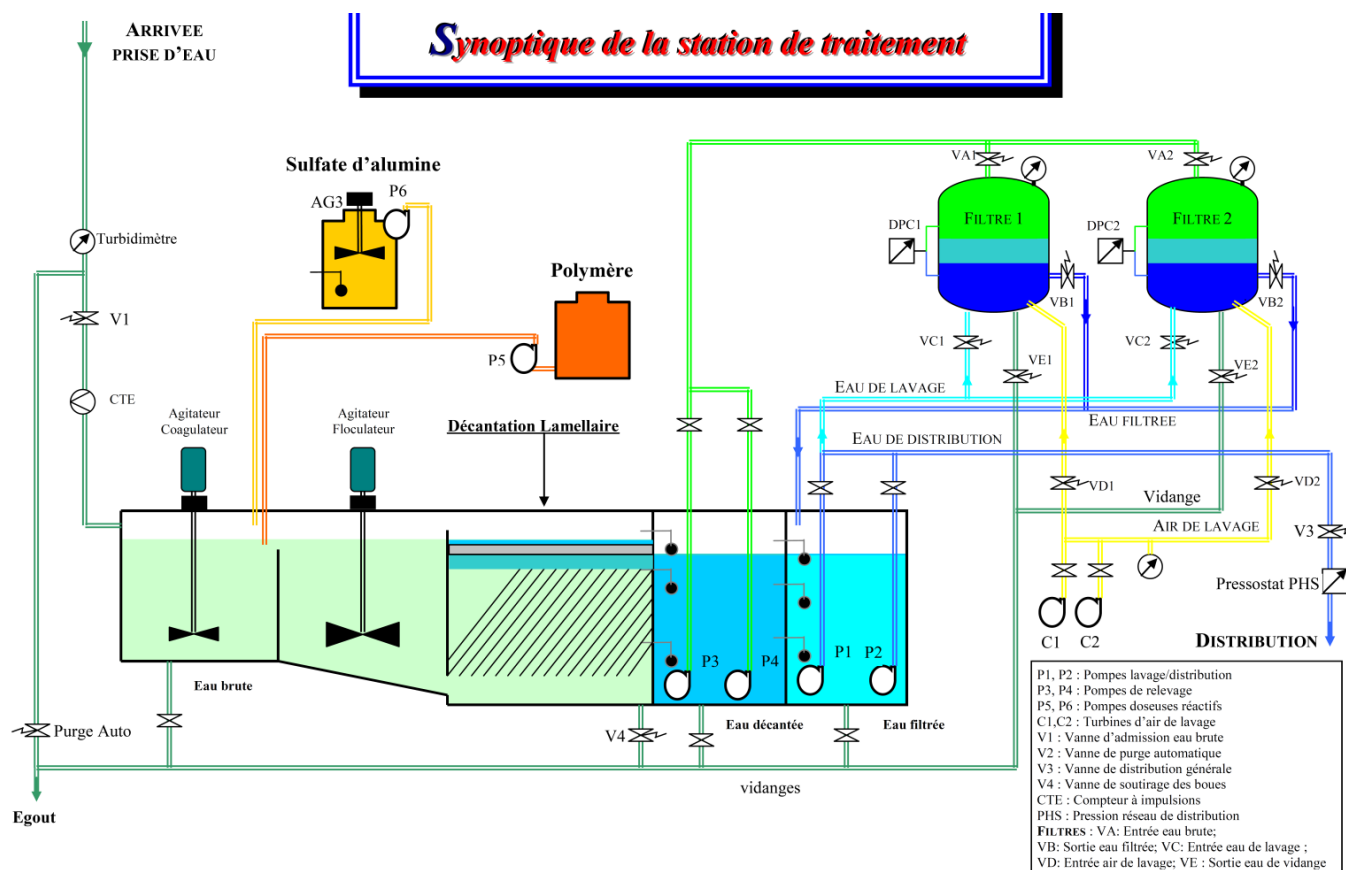 ARRIVEE
PRISE D'EAU
Synoptique de la station de traitement
Sulfate d'alumine
AG3
P6
Turbidimètre
V1
CTE
Polymère
P5
Agitateur
Coagulateur
Agitateur
Floculateur
Décantation Lamellaire
VA1
VA2
FILTRE 1
FILTRE 2
DPC1
DPC2
VB1
VB2
VC1
VC2
VE1
VE2
EAU DE LAVAGE
EAU FILTREE
EAU DE DISTRIBUTION
VD1
VD2
Vidange
AIR DE LAVAGE
V3
Pressostat PHS
C1
C2
DISTRIBUTION
P3
P4
P1
P2
Eau brute
Eau décantée
Eau filtrée
Purge Auto
V4
vidanges
Egout
P1, P2 : Pompes lavage/distribution
P3, P4 : Pompes de relevage
P5, P6 : Pompes doseuses réactifs
C1,C2 : Turbines d'air de lavage
V1 : Vanne d'admission eau brute
V2 : Vanne de purge automatique
V3 : Vanne de distribution générale
V4 : Vanne de soutirage des boues
CTE : Compteur à impulsions
PHS : Pression réseau de distribution
FILTRES : VA: Entrée eau brute;
VB: Sortie eau filtrée; VC: Entrée eau de lavage ;
VD: Entrée air de lavage; VE : Sortie eau de vidange